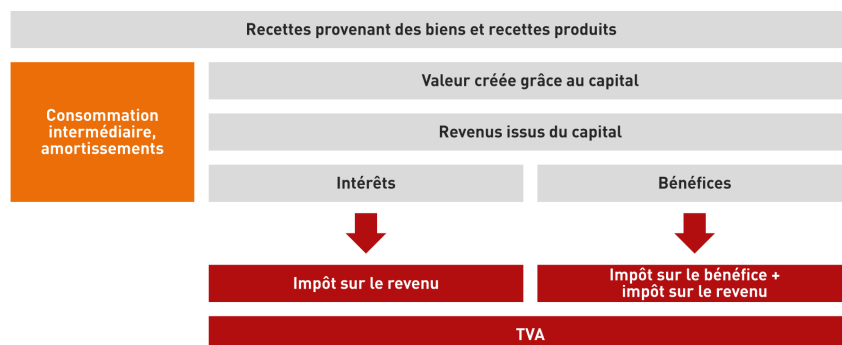 Recettes provenant des biens et recettes produits
Valeur créée grâce au capital
Consommation
intermédiaire,
amortissements
Revenus issus du capital
Intérêts
Bénéfices
Impôt sur le revenu
Impôt sur le bénéfice +
impôt sur le revenu
TVA